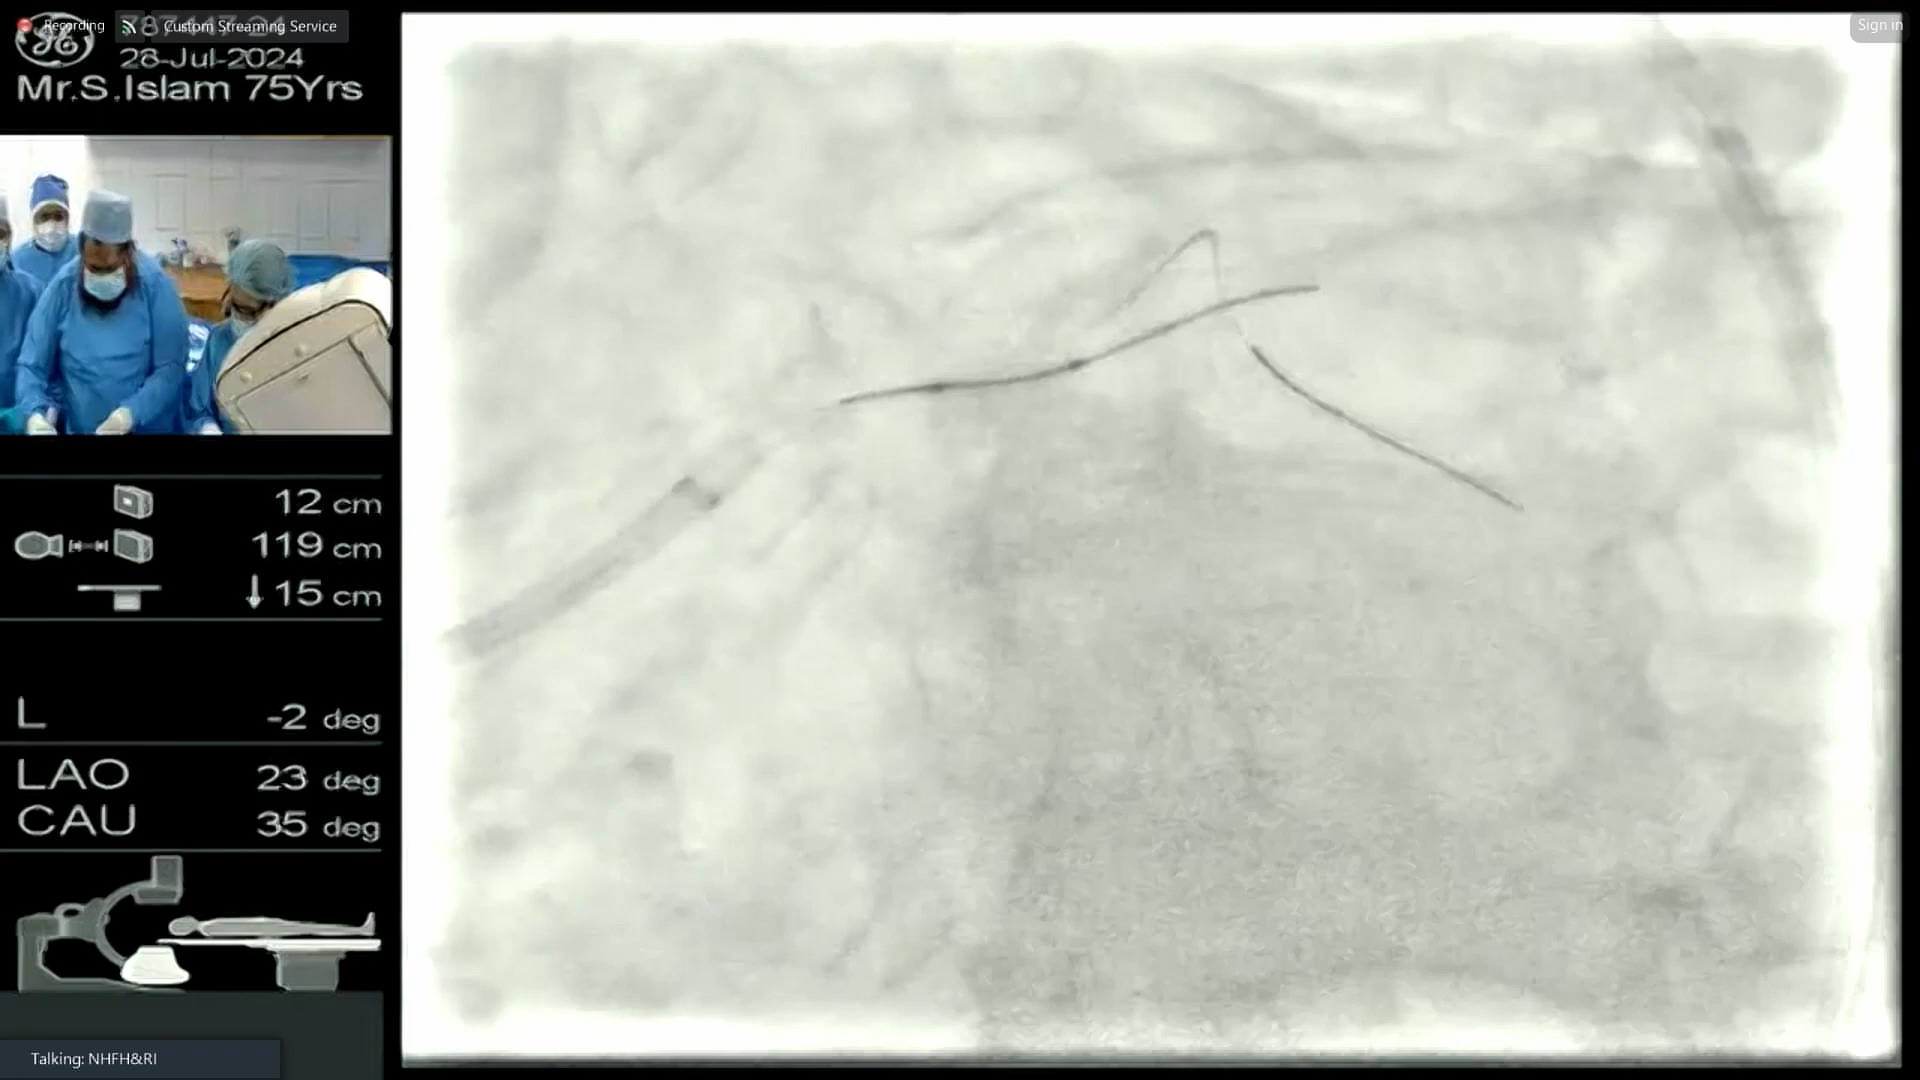 Recording
Custom Streaming Service
Sign in
28-Jul-2024
Mr.S.Islam 75Yrs
12 cm
119 cm
↓ 15 cm
L -2 deg
LAO 23 deg
CAU 35 deg
Talking: NHFH&RI